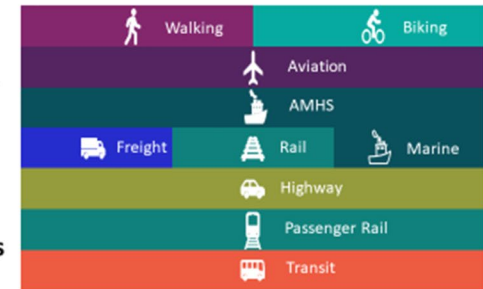 Walking Biking
Aviation
AMHS
Freight Rail Marine
Highway
s Passenger Rail
Transit